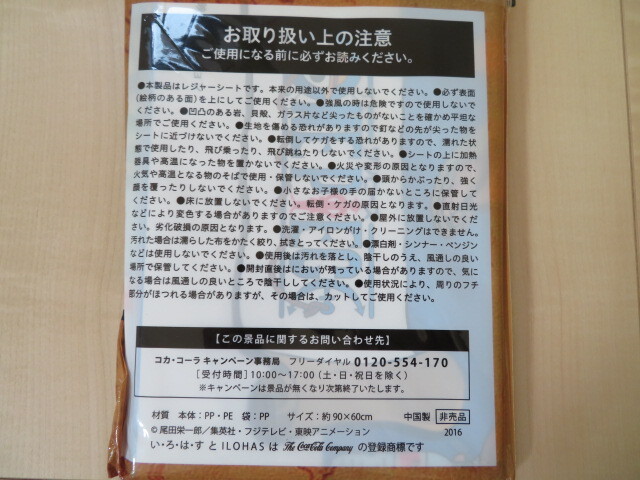 お取り扱い上の注意
ご使用になる前に必ずお読みください。
●本製品はレジャーシートです。本来の用途以外で使用しないでください。●必ず表面
(絵柄のある面)を上にしてご使用ください。●強風の時は危険ですので使用しないで
ください。●凹凸のある岩、貝殻、ガラス片など尖ったものがないことを確かめ平坦な
場所でご使用ください。●生地を傷める恐れがありますので釘などの先が尖った物を
シートに近づけないでください。●転倒してケガをする恐れがありますので、濡れた状
態で使用したり、飛び乗ったり、飛び跳ねたりしないでください。●シートの上に加熱
器具や高温になった物を置かないでください。●火災や変形の原因となりますので、
火気や高温となる物のそばで使用・保管しないでください。●頭からかぶったり、強く
顔を覆ったりしないでください。●小さなお子様の手の届かないところに保管して
ください。●床に放置しないでください。転倒・ケガの原因となります。●直射日光
などにより変色する場合がありますのでご注意ください。●屋外に放置しないでくだ
さい。劣化破損の原因となります。●洗濯・アイロンがけ・クリーニングはできません。
汚れた場合は濡らした布をかたく絞り、拭きとってください。●漂白剤・シンナー・ベンジン
などは使用しないでください。●使用後は汚れを落とし、陰干しのうえ、風通しの良い
場所で保管してください。●開封直後はにおいが残っている場合がありますので、気に
なる場合は風通しの良いところで陰干ししてください。●使用状況により、周りのフチ
部分がほつれる場合がありますが、その場合は、カットしてご使用ください。
【この景品に関するお問い合わせ先】
コカ・コーラ キャンペーン事務局 フリーダイヤル 0120-554-170
[受付時間] 10:00〜17:00 (土・日・祝日を除く)
※キャンペーンは景品が無くなり次第終了いたします。
材質 本体:PP・PE 袋:PP サイズ:約90×60cm 中国製 非売品
© 尾田栄一郎/集英社・フジテレビ・東映アニメーション 2016
い・ろ・は・す と ILOHAS は The Coca-Cola Company の登録商標です